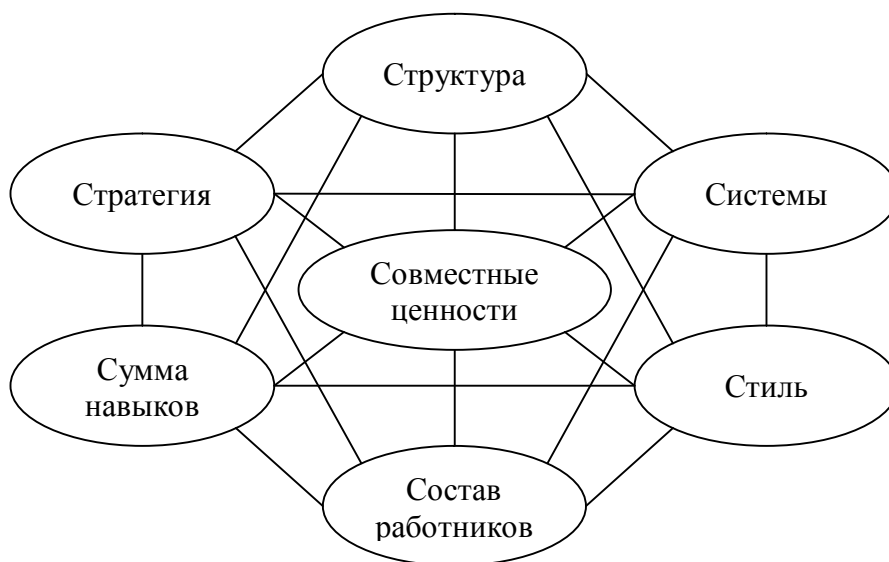 Структура
Стратегия
Системы
Совместные
ценности
Сумма
навыков
Стиль
Состав
работников